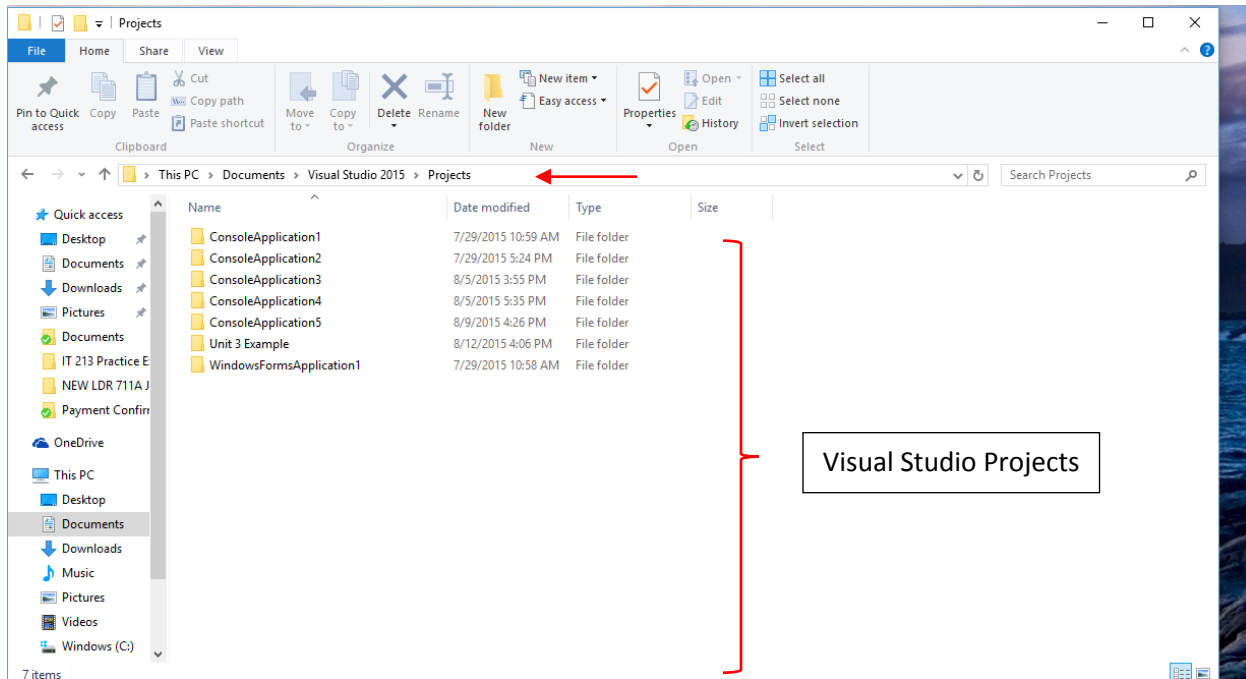 Projects
File Home Share View
Pin to Quick access
Copy
Paste
Cut
Copy path
Paste shortcut
Clipboard
Move to
Copy to
Delete
Rename
Organize
New folder
New item
Easy access
New
Properties
Open
Edit
History
Open
Select all
Select none
Invert selection
Select
This PC > Documents > Visual Studio 2015 > Projects
Search Projects
Quick access
Desktop
Documents
Downloads
Pictures
Documents
IT 213 Practice E
NEW LDR 711A J
Payment Confir
OneDrive
This PC
Desktop
Documents
Downloads
Music
Pictures
Videos
Windows (C:)
Name Date modified Type Size
ConsoleApplication1 7/29/2015 10:59 AM File folder
ConsoleApplication2 7/29/2015 5:24 PM File folder
ConsoleApplication3 8/5/2015 3:55 PM File folder
ConsoleApplication4 8/5/2015 5:35 PM File folder
ConsoleApplication5 8/9/2015 4:26 PM File folder
Unit 3 Example 8/12/2015 4:06 PM File folder
WindowsFormsApplication1 7/29/2015 10:58 AM File folder
Visual Studio Projects
7 items